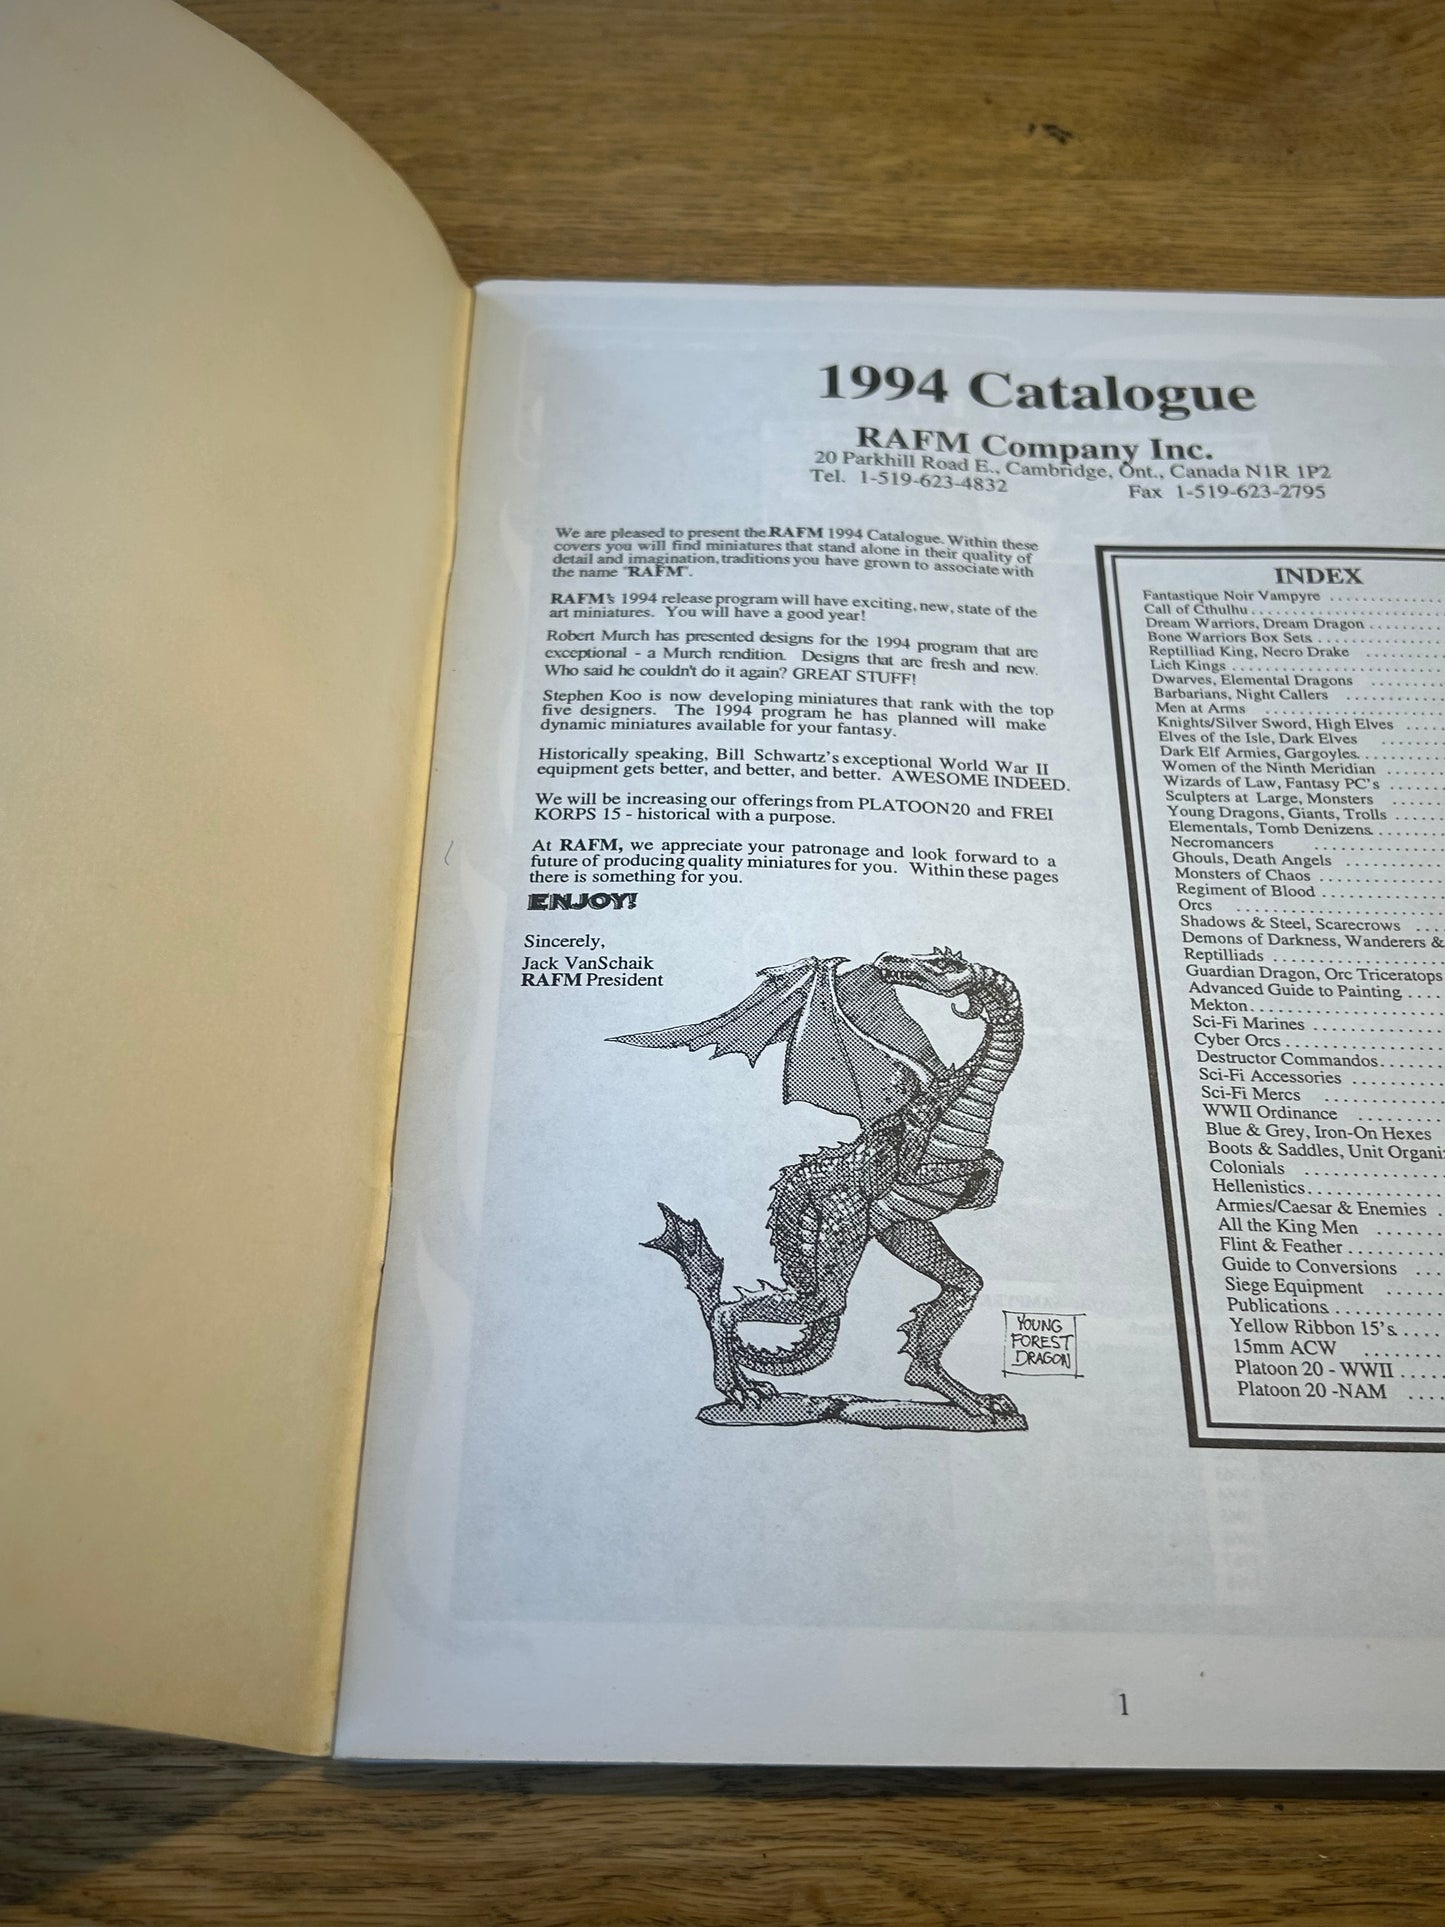 1994 Catalogue
RAFM Company Inc.
20 Parkhill Road E., Cambridge, Ont., Canada N1R 1P2
Tel. 1-519-623-4832 Fax 1-519-623-2795
We are pleased to present the RAFM 1994 Catalogue. Within these
covers you will find miniatures that stand alone in their quality of
detail and imagination, traditions you have grown to associate with
the name "RAFM".
RAFM's 1994 release program will have exciting, new, state of the
art miniatures. You will have a good year!
Robert Murch has presented designs for the 1994 program that are
exceptional - a Murch rendition. Designs that are fresh and new.
Who said he couldn't do it again? GREAT STUFF!
Stephen Koo is now developing miniatures that rank with the top
five designers. The 1994 program he has planned will make
dynamic miniatures available for your fantasy.
Historically speaking, Bill Schwartz's exceptional World War II
equipment gets better, and better, and better. AWESOME INDEED.
We will be increasing our offerings from PLATOON 20 and FREI
KORPS 15 - historical with a purpose.
At RAFM, we appreciate your patronage and look forward to a
future of producing quality miniatures for you. Within these pages
there is something for you.
ENJOY!
Sincerely,
Jack VanSchaik
RAFM President
YOUNG
FOREST
DRAGON
INDEX
Fantastique Noir Vampyre
Call of Cthulhu
Dream Warriors, Dream Dragon
Bone Warriors Box Sets
Reptilliad King, Necro Drake
Lich Kings
Dwarves, Elemental Dragons
Barbarians, Night Callers
Men at Arms
Knights/Silver Sword, High Elves
Elves of the Isle, Dark Elves
Dark Elf Armies, Gargoyles
Women of the Ninth Meridian
Wizards of Law, Fantasy PC's
Sculpters at Large, Monsters
Young Dragons, Giants, Trolls
Elementals, Tomb Denizens
Necromancers
Ghouls, Death Angels
Monsters of Chaos
Regiment of Blood
Orcs
Shadows & Steel, Scarecrows
Demons of Darkness, Wanderers &
Reptilliads
Guardian Dragon, Orc Triceratops
Advanced Guide to Painting
Mekton
Sci-Fi Marines
Cyber Orcs
Destructor Commandos
Sci-Fi Accessories
Sci-Fi Mercs
WWII Ordinance
Blue & Grey, Iron-On Hexes
Boots & Saddles, Unit Organi
Colonials
Hellenistics
Armies/Caesar & Enemies
All the King Men
Flint & Feather
Guide to Conversions
Siege Equipment
Publications
Yellow Ribbon 15's
15mm ACW
Platoon 20 - WWII
Platoon 20 -NAM
1